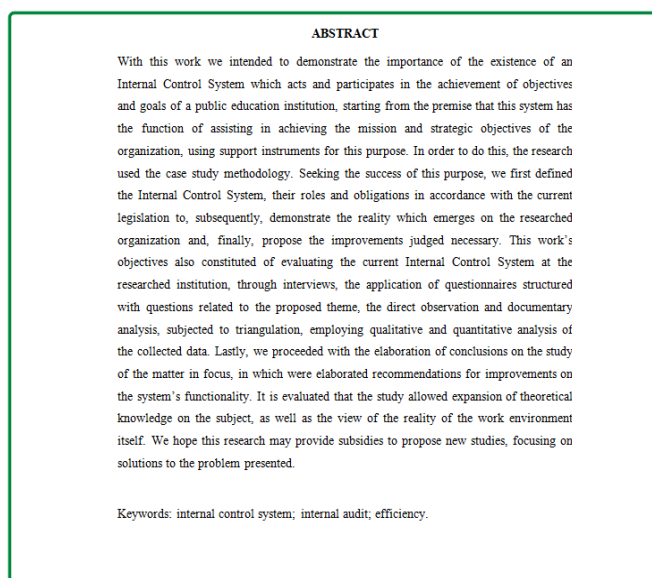 ABSTRACT
With this work we intended to demonstrate the importance of the existence of an
Internal Control System which acts and participates in the achievement of objectives
and goals of a public education institution, starting from the premise that this system has
the function of assisting in achieving the mission and strategic objectives of the
organization, using support instruments for this purpose. In order to do this, the research
used the case study methodology. Seeking the success of this purpose, we first defined
the Internal Control System, their roles and obligations in accordance with the current
legislation to, subsequently, demonstrate the reality which emerges on the researched
organization and, finally, propose the improvements judged necessary. This work's
objectives also constituted of evaluating the current Internal Control System at the
researched institution, through interviews, the application of questionnaires structured
with questions related to the proposed theme, the direct observation and documentary
analysis, subjected to triangulation, employing qualitative and quantitative analysis of
the collected data. Lastly, we proceeded with the elaboration of conclusions on the study
of the matter in focus, in which were elaborated recommendations for improvements on
the system's functionality. It is evaluated that the study allowed expansion of theoretical
knowledge on the subject, as well as the view of the reality of the work environment
itself. We hope this research may provide subsidies to propose new studies, focusing on
solutions to the problem presented.
Keywords: internal control system; internal audit; efficiency.